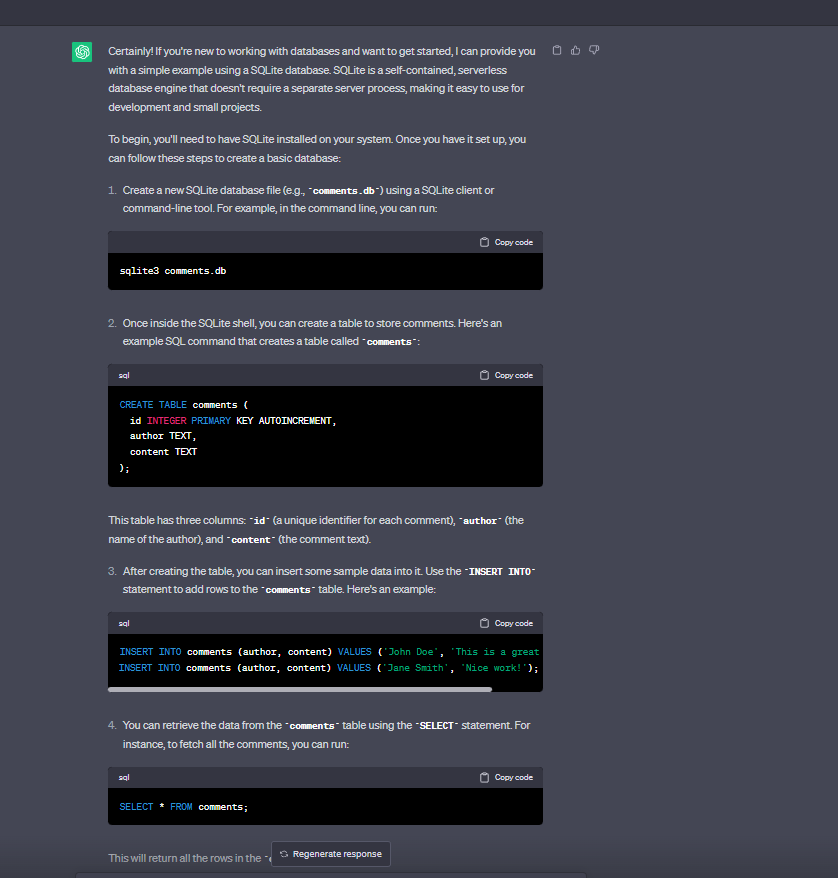 Certainly! If you're new to working with databases and want to get started, I can provide you
with a simple example using a SQLite database. SQLite is a self-contained, serverless
database engine that doesn't require a separate server process, making it easy to use for
development and small projects.
To begin, you'll need to have SQLite installed on your system. Once you have it set up, you
can follow these steps to create a basic database:
1. Create a new SQLite database file (e.g., `comments.db`) using a SQLite client or
command-line tool. For example, in the command line, you can run:
Copy code
sqlite3 comments.db
2. Once inside the SQLite shell, you can create a table to store comments. Here's an
example SQL command that creates a table called `comments`:
sql Copy code
CREATE TABLE comments (
id INTEGER PRIMARY KEY AUTOINCREMENT,
author TEXT,
content TEXT
);
This table has three columns: `id` (a unique identifier for each comment), `author` (the
name of the author), and `content` (the comment text).
3. After creating the table, you can insert some sample data into it. Use the `INSERT INTO`
statement to add rows to the `comments` table. Here's an example:
sql Copy code
INSERT INTO comments (author, content) VALUES ('John Doe', 'This is a great
INSERT INTO comments (author, content) VALUES ('Jane Smith', 'Nice work!');
4. You can retrieve the data from the `comments` table using the `SELECT` statement. For
instance, to fetch all the comments, you can run:
sql Copy code
SELECT * FROM comments;
This will return all the rows in the
Regenerate response